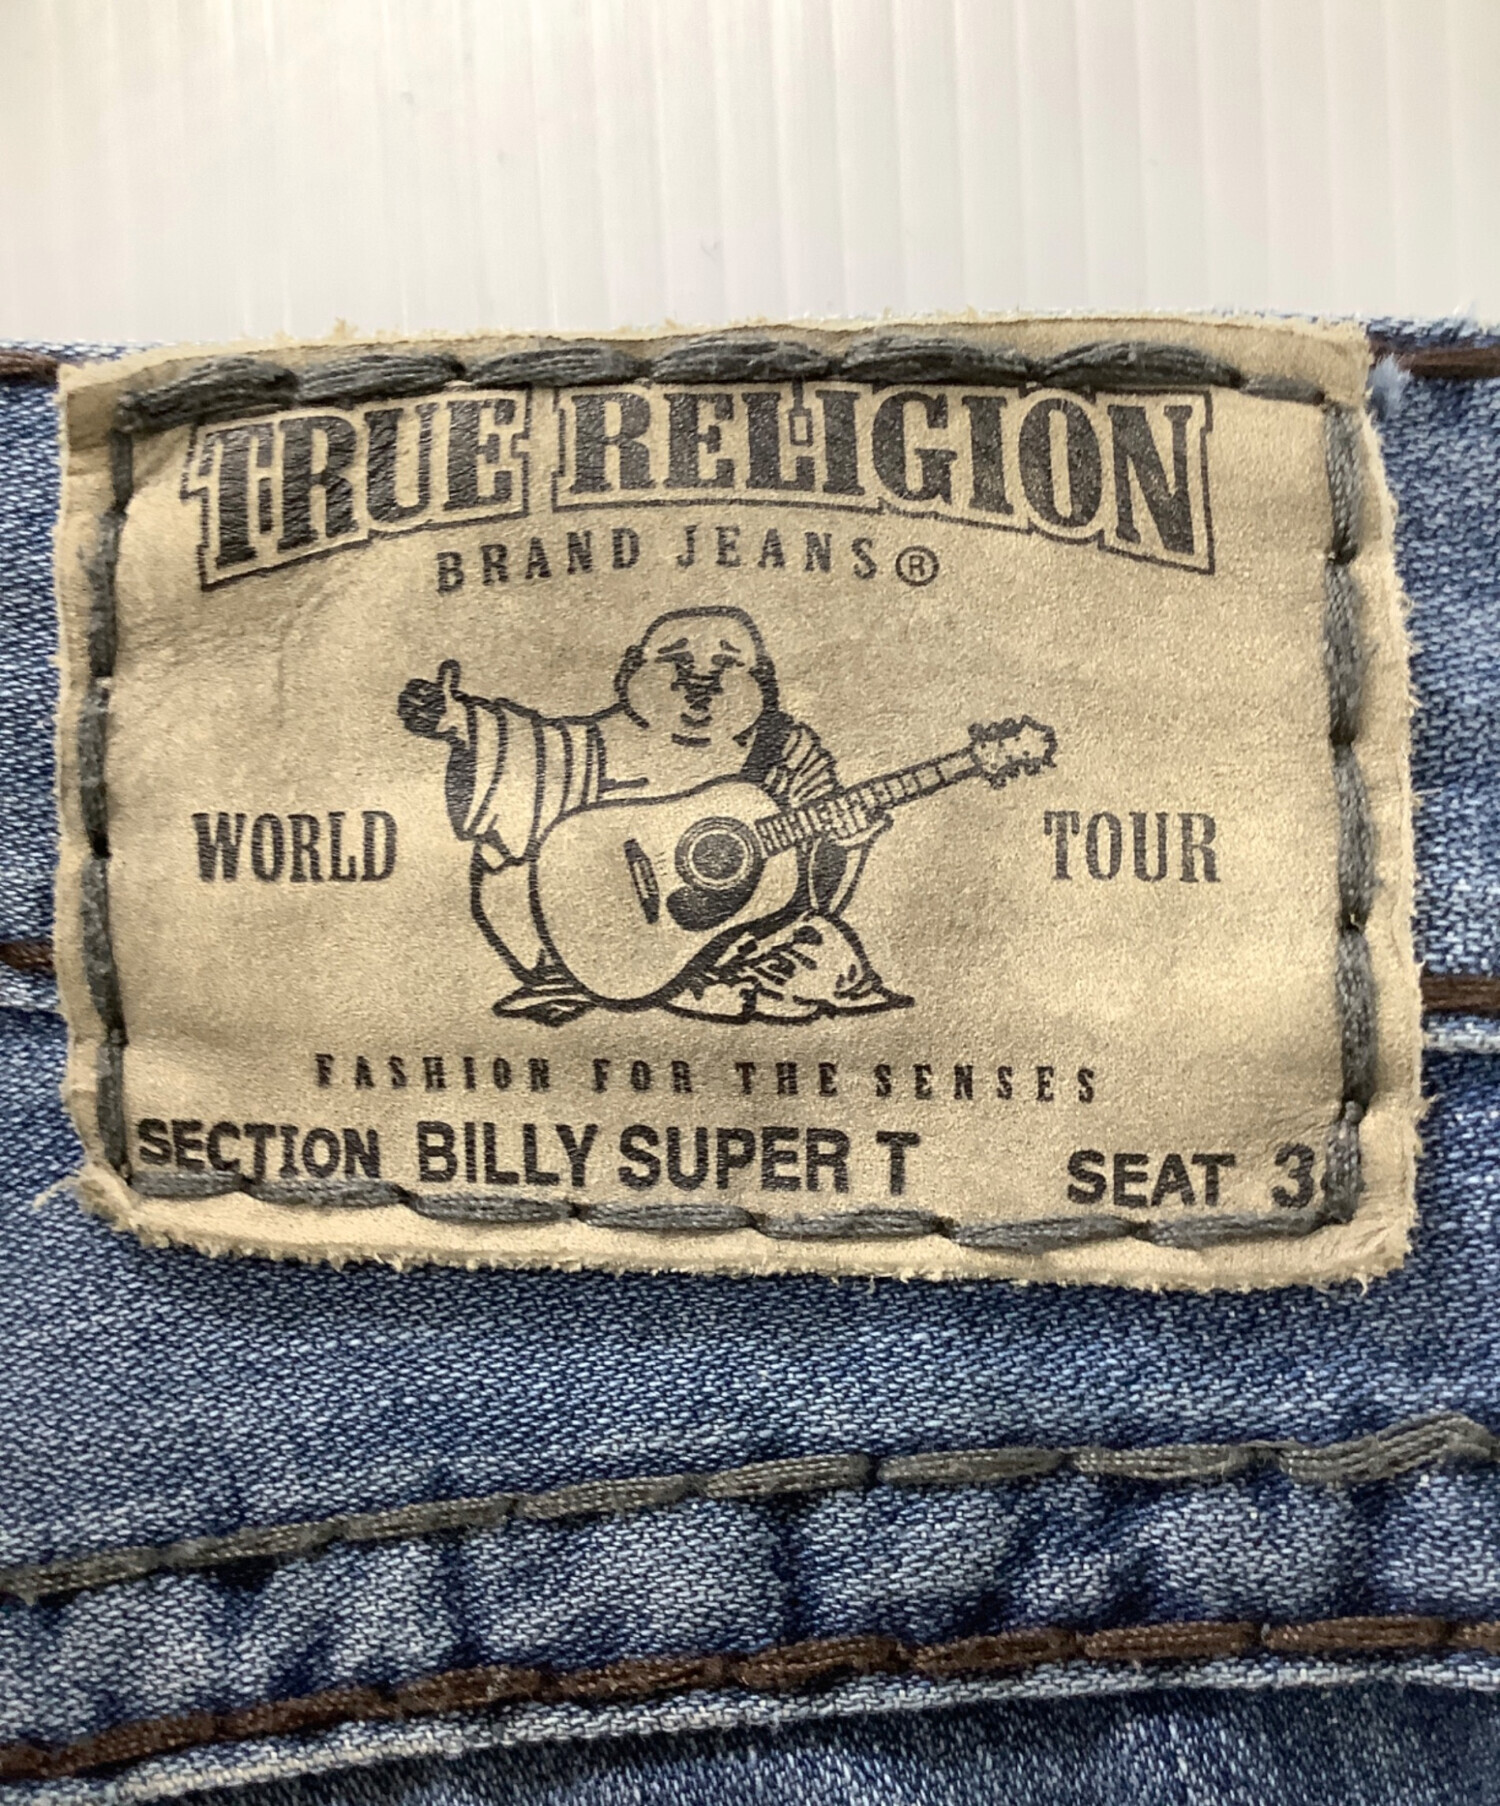 TRUE RELIGION
BRAND JEANS®
WORLD TOUR
FASHION FOR THE SENSES
SECTION BILLY SUPER T SEAT